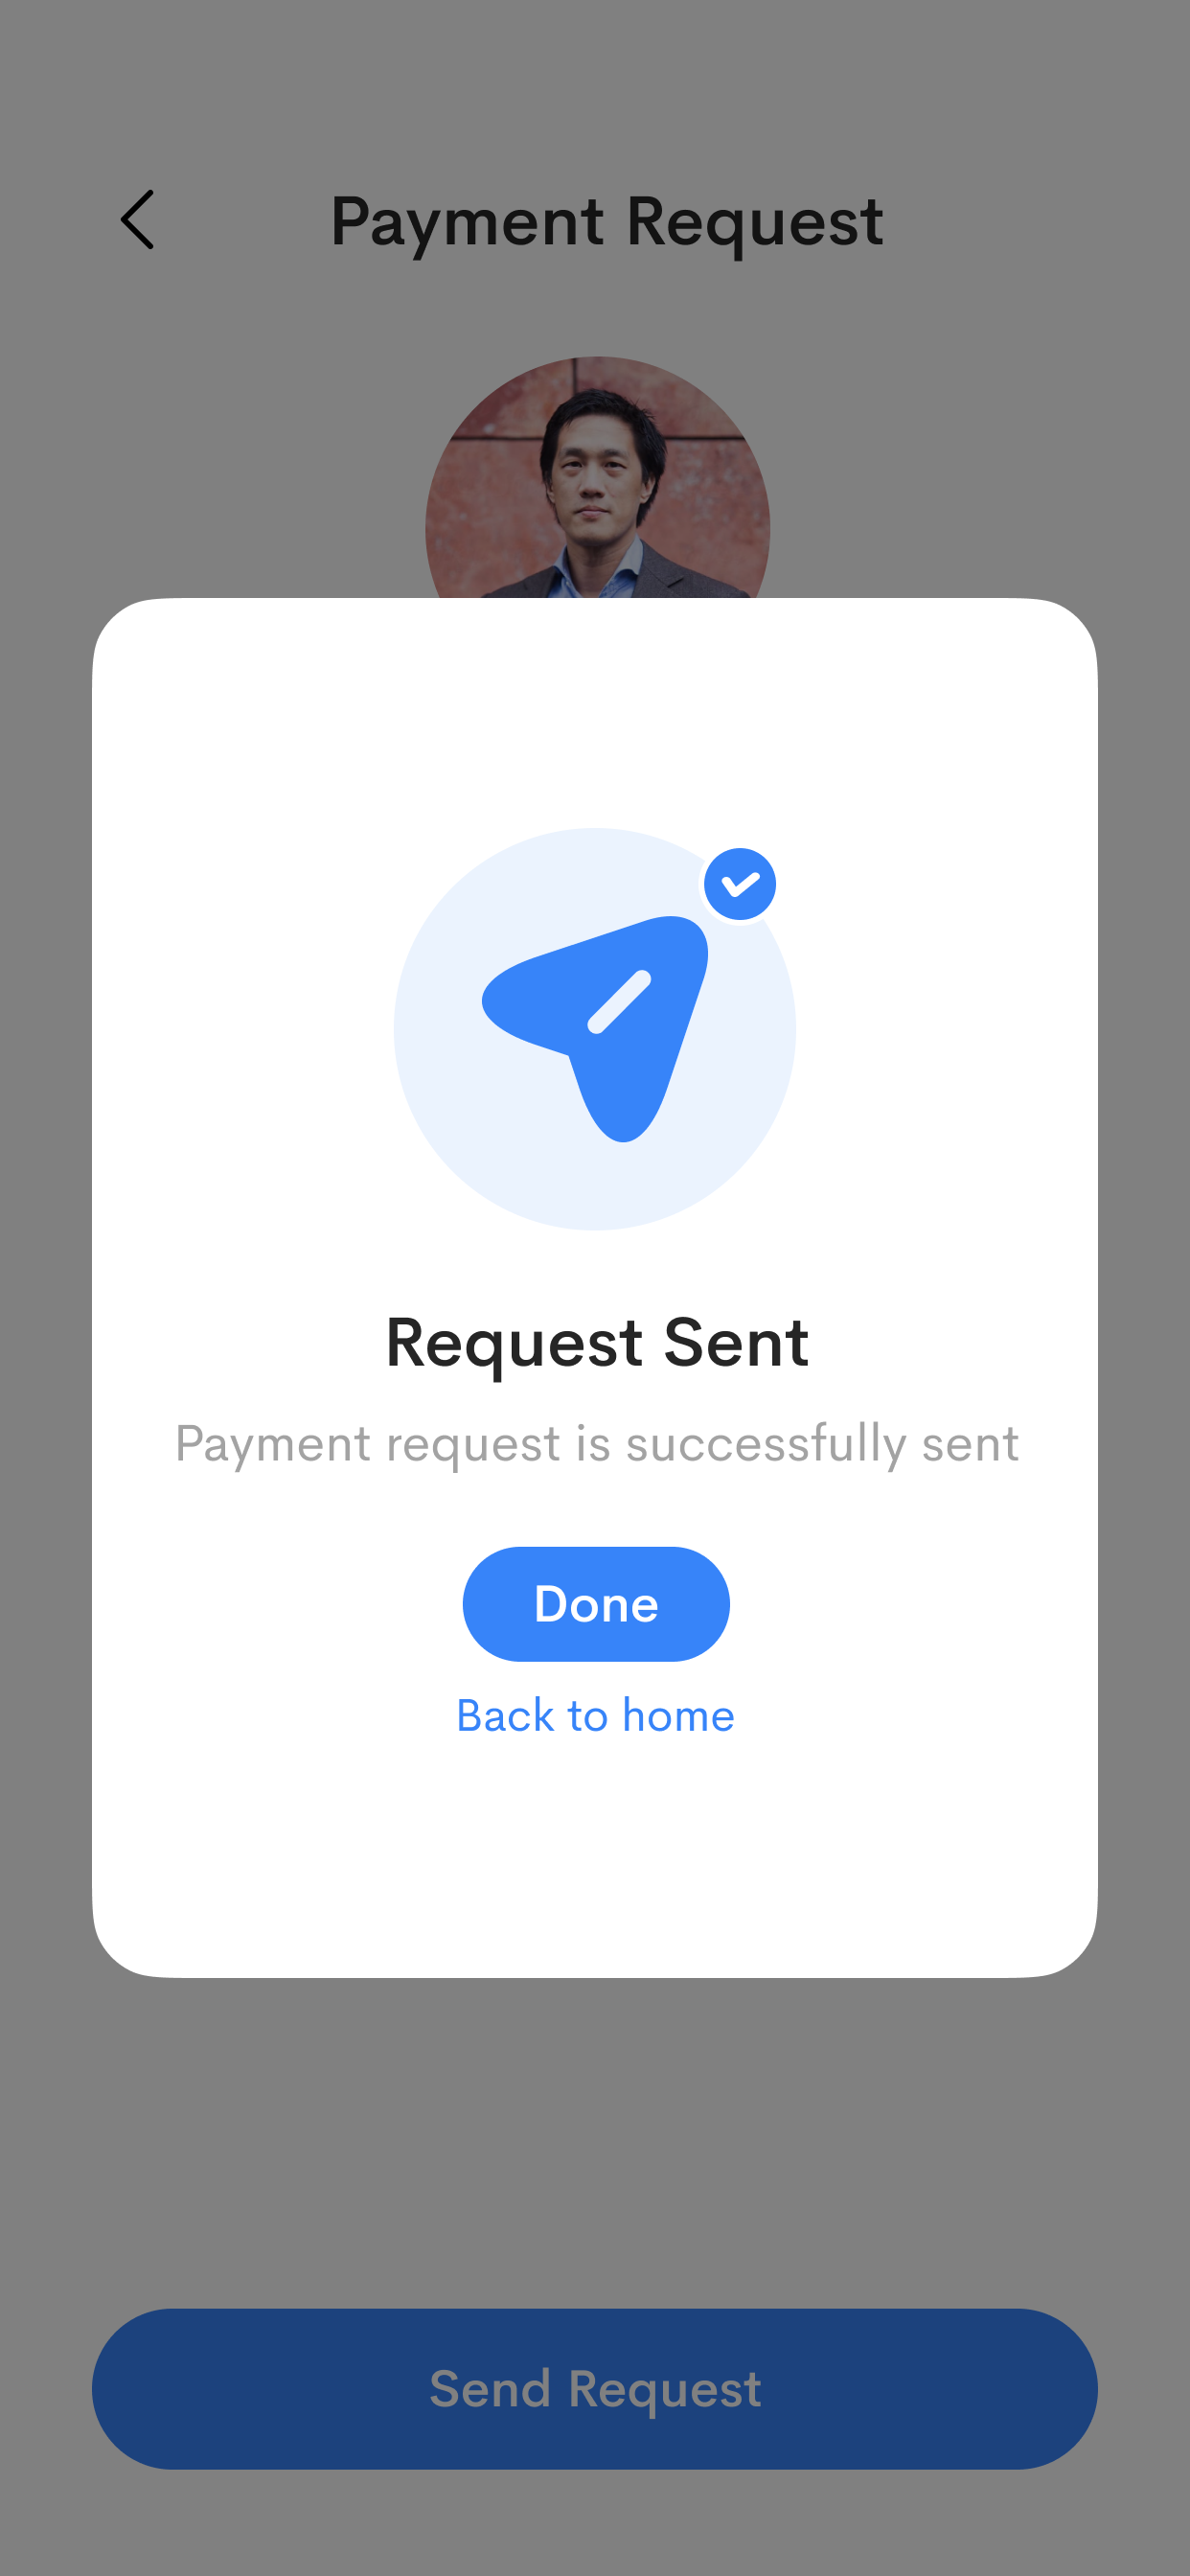 Payment Request
Request Sent
Payment request is successfully sent
Done
Back to home
Send Request